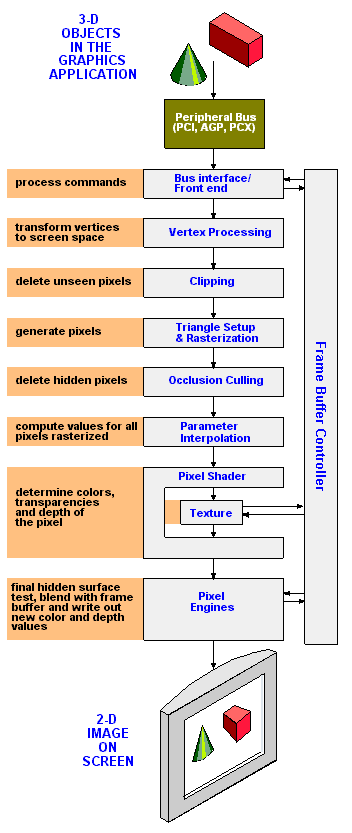 3-D
OBJECTS
IN THE
GRAPHICS
APPLICATION
Peripheral Bus
(PCI, AGP, PCX)
process commands
Bus interface/
Front end
transform vertices
to screen space
Vertex Processing
delete unseen pixels
Clipping
generate pixels
Triangle Setup
& Rasterization
delete hidden pixels
Occlusion Culling
compute values for all
pixels rasterized
Parameter
Interpolation
Pixel Shader
determine colors,
transparencies
and depth of
the pixel
Texture
final hidden surface
test, blend with frame
buffer and write out
new color and depth
values
Pixel
Engines
Frame Buffer Controller
2-D
IMAGE
ON
SCREEN